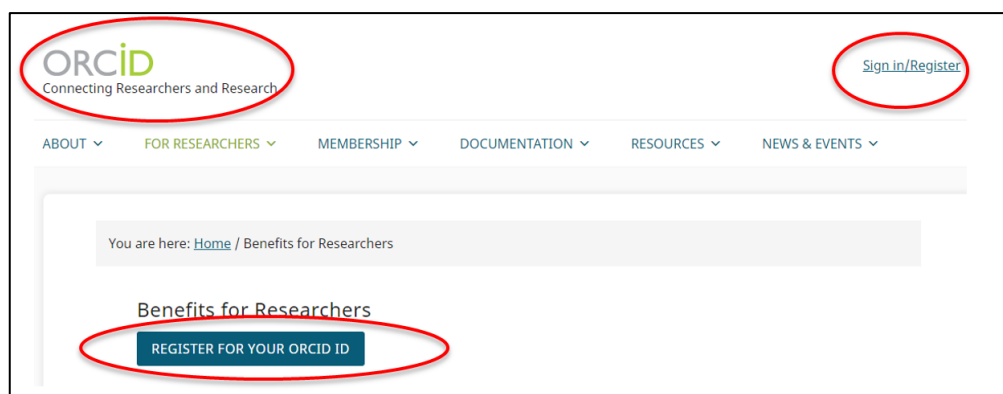 ORCiD
Connecting Researchers and Research
Sign in/Register
ABOUT FOR RESEARCHERS MEMBERSHIP DOCUMENTATION RESOURCES NEWS & EVENTS
You are here: Home / Benefits for Researchers
Benefits for Researchers
REGISTER FOR YOUR ORCID ID